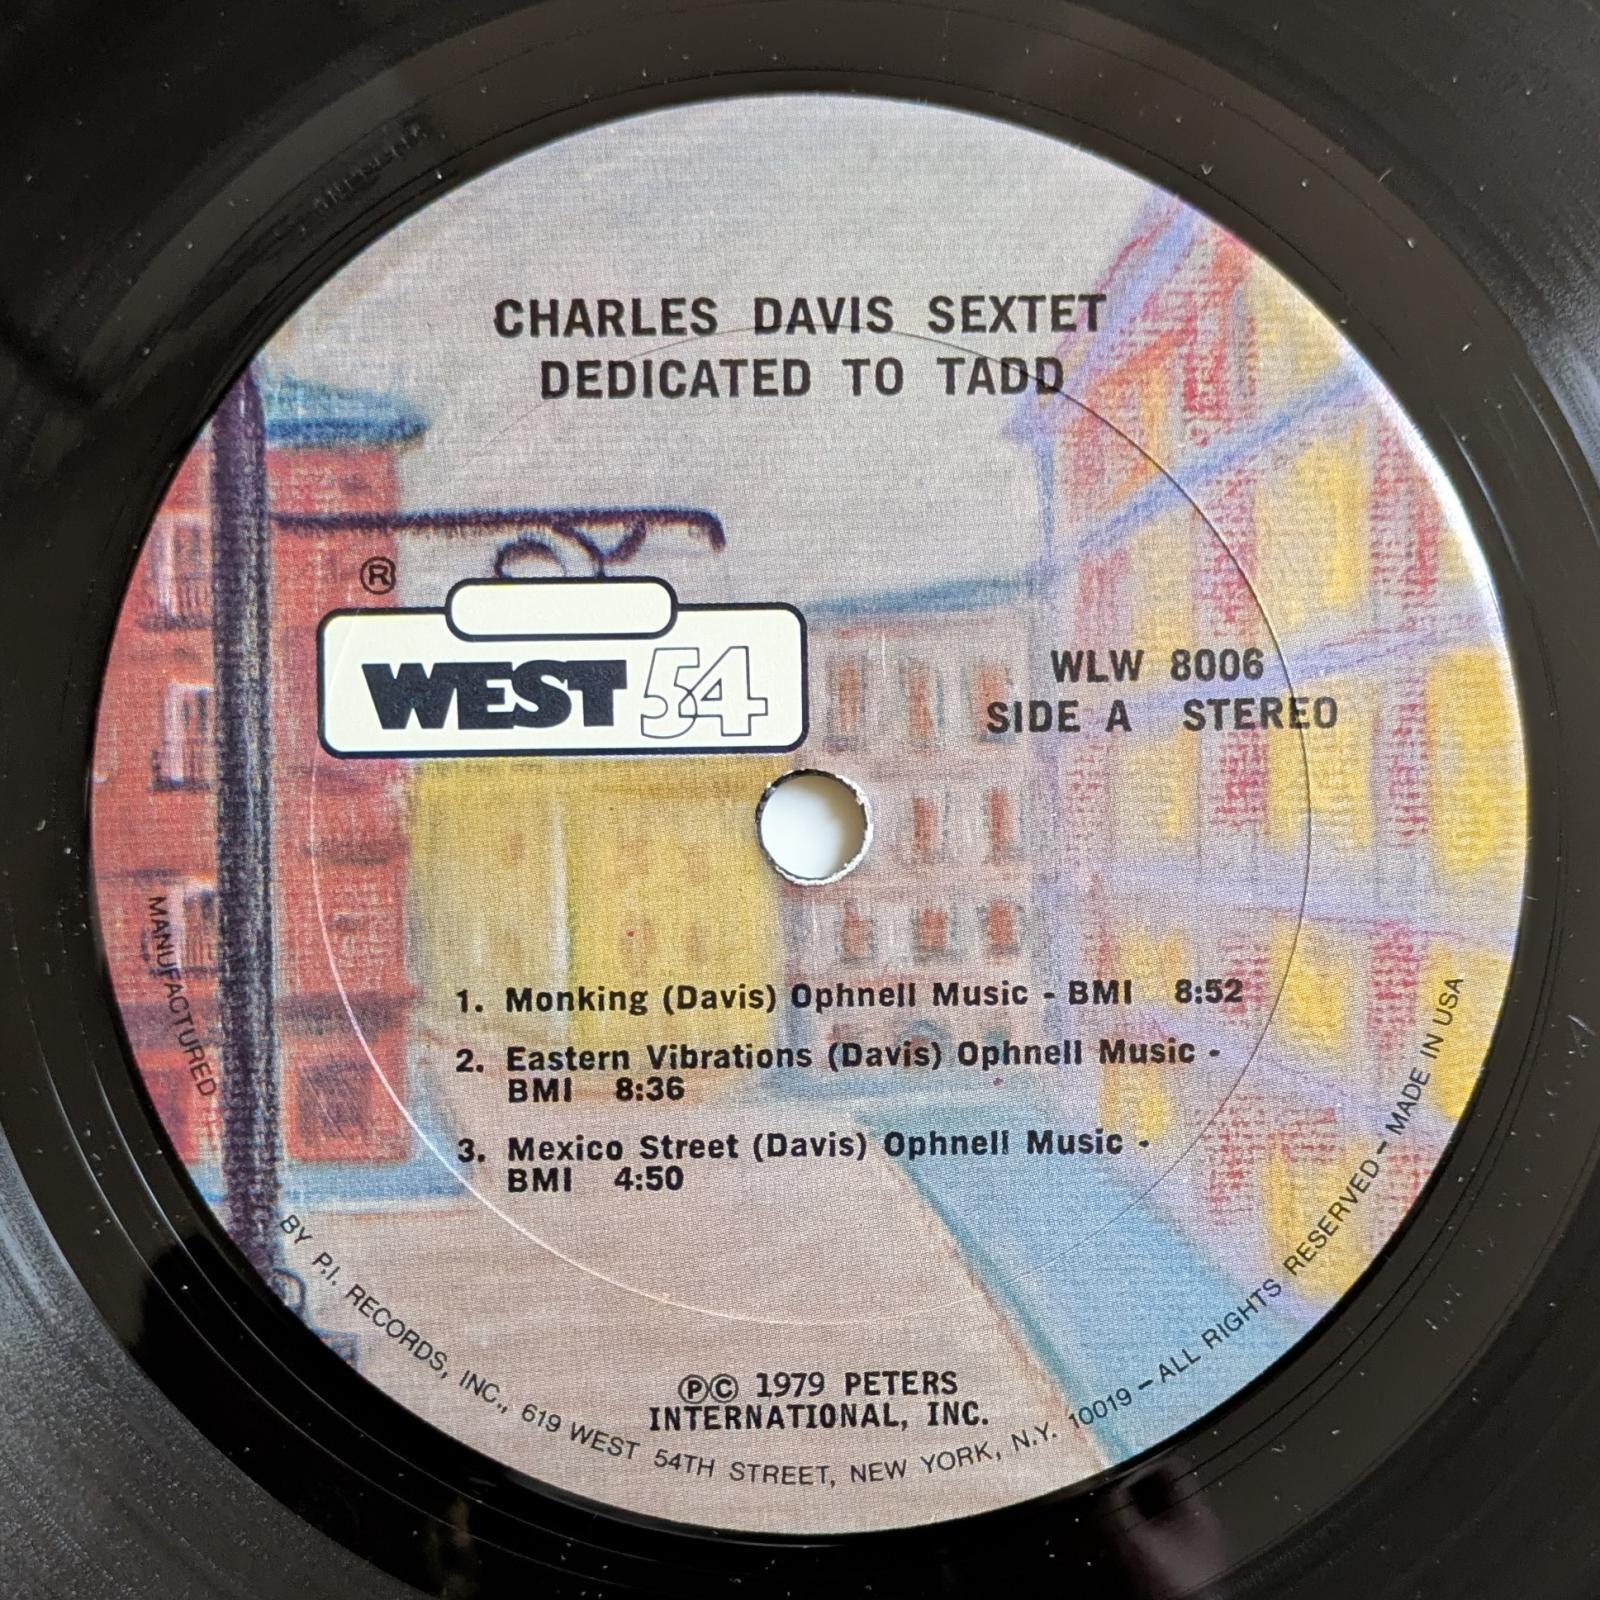 CHARLES DAVIS SEXTET
DEDICATED TO TADD
®
WEST 54
WLW 8006
SIDE A STEREO
1. Monking (Davis) Ophnell Music - BMI 8:52
2. Eastern Vibrations (Davis) Ophnell Music -
BMI 8:36
3. Mexico Street (Davis) Ophnell Music -
BMI 4:50
℗© 1979 PETERS
INTERNATIONAL, INC.
MANUFACTURED BY P.I. RECORDS, INC., 619 WEST 54TH STREET, NEW YORK, N.Y. 10019 – ALL RIGHTS RESERVED – MADE IN USA